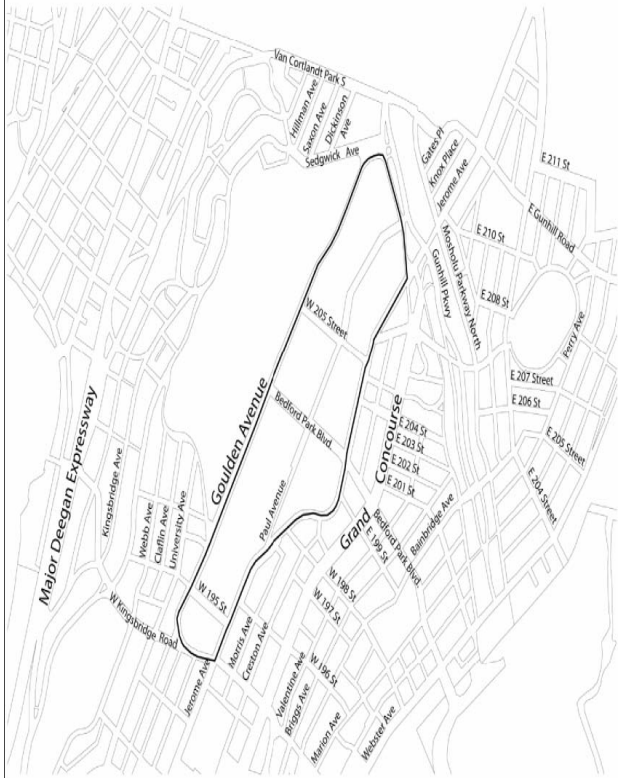 Van Cortlandt Park S
Hillman Ave
Saxon Ave
Dickinson
Ave
Sedgwick Ave
Gates Pl
Knox Place
Jerome Ave
E 211 St
E Gunhill Road
E 210 St
Mosholu Parkway North
Gunhill Pkwy
E 208 St
Perry Ave
W 205 Street
E 207 Street
E 206 St
E 205 Street
E 204 Street
Goulden Avenue
Bedford Park Blvd.
Concourse
E 204 St
E 203 St
E 202 St
E 201 St
Major Deegan Expressway
Kingsbridge Ave
Webb Ave
Claflin Ave
University Ave
Paul Avenue
Grand
Bedford Park Blvd.
Bainbridge Ave
E 199 St
W 198 St
W 197 St
W 195 St
W Kingsbridge Road
Morris Ave
Creston Ave
W 196 St
Jerome Ave
Valentine Ave
Briggs Ave
Marion Ave
Webster Ave